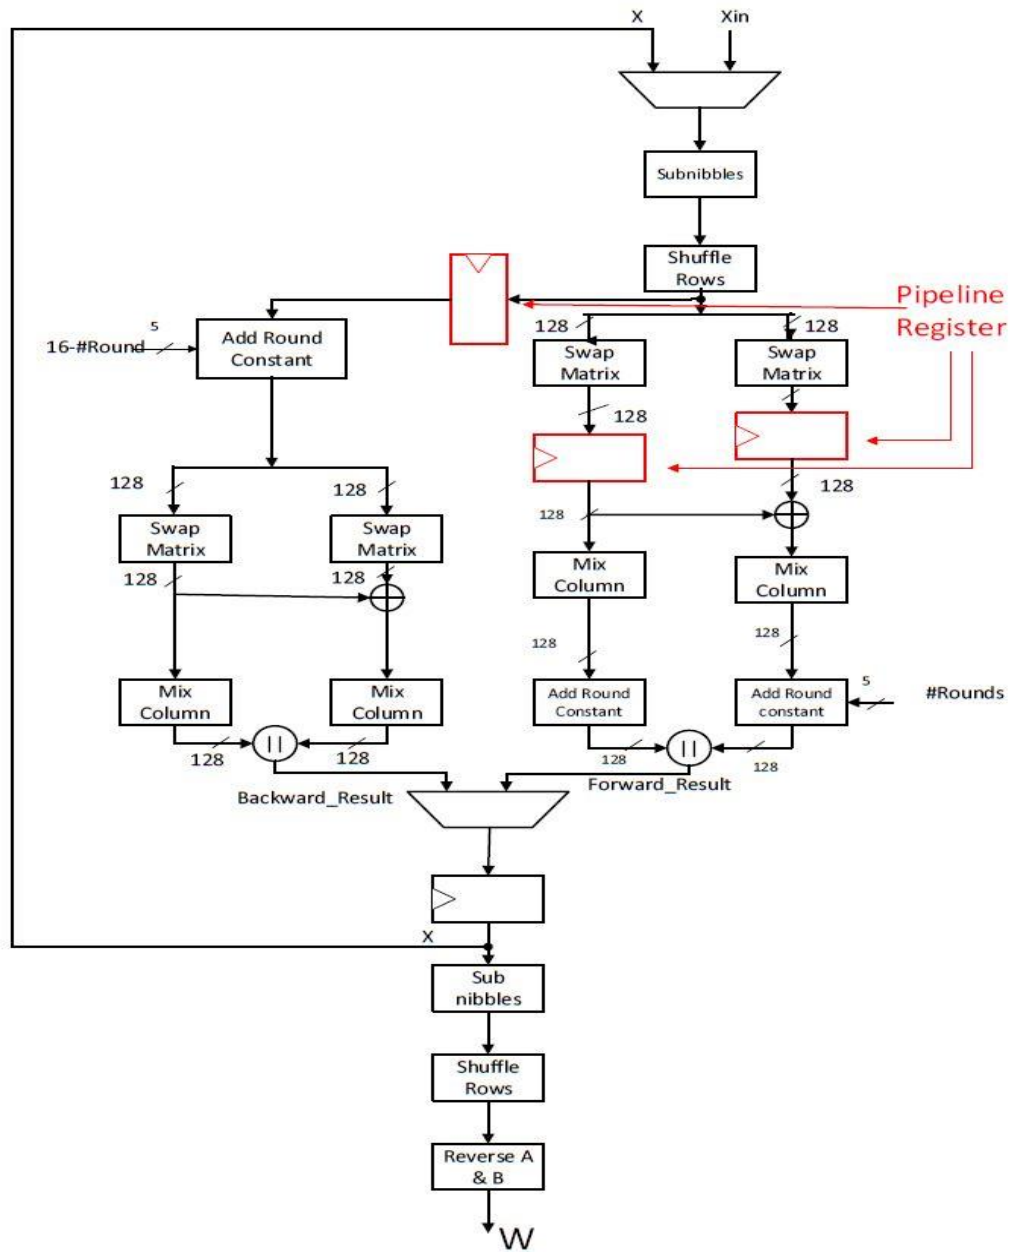 X
Xin
Subnibbles
Shuffle
Rows
Pipeline
Register
5
16-#Round
Add Round
Constant
128
128
Swap
Matrix
Swap
Matrix
128
128
128
128
128
Swap
Matrix
Swap
Matrix
128
128
Mix
Column
Mix
Column
128
128
Mix
Column
Mix
Column
Add Round
Constant
Add Round
constant
5
#Rounds
||
||
128
128
128
128
Backward_Result
Forward_Result
X
Sub
nibbles
Shuffle
Rows
Reverse A
& B
W